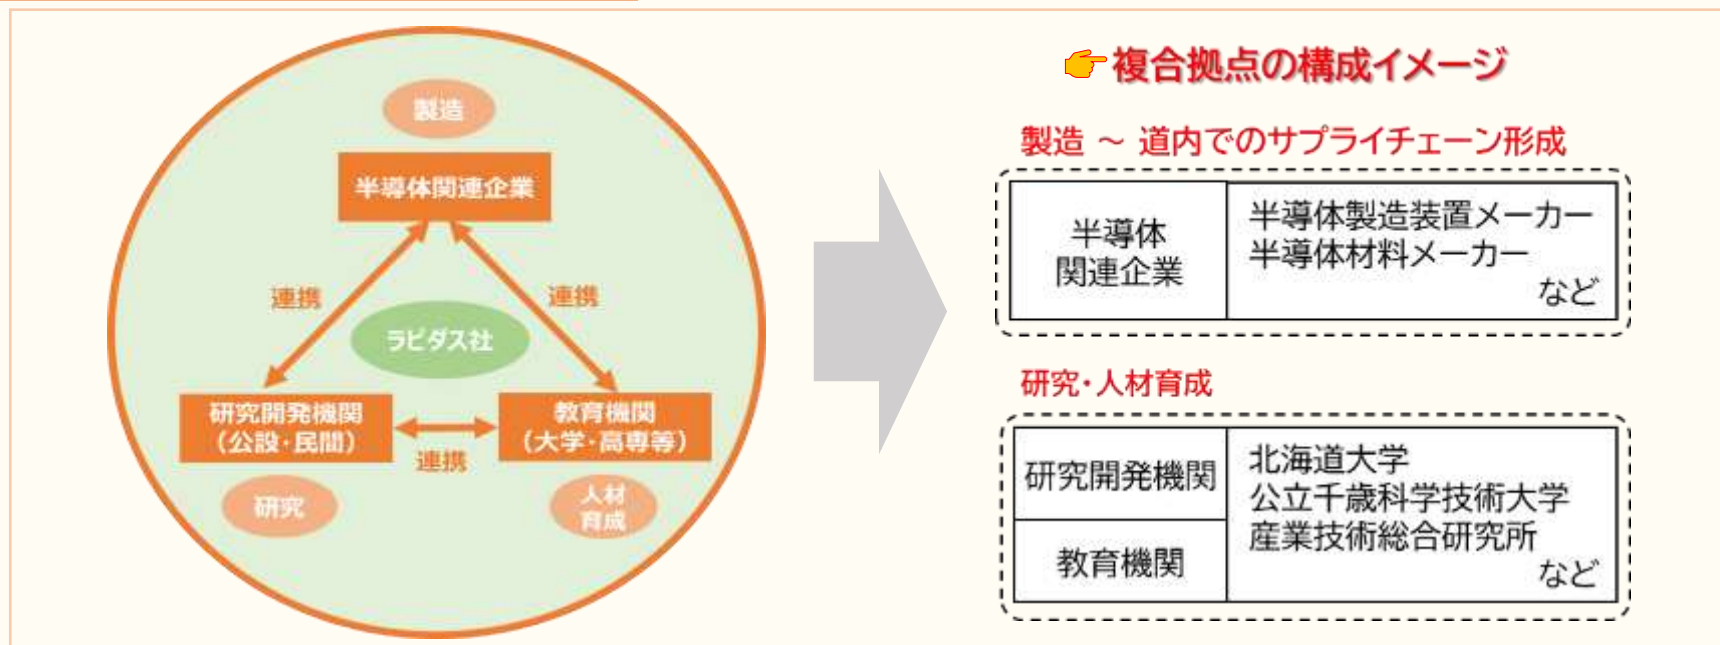 製造
半導体関連企業
連携
連携
ラピダス社
研究開発機関
（公設・民間）
連携
教育機関
（大学・高専等）
研究
人材
育成
複合拠点の構成イメージ
製造 ～ 道内でのサプライチェーン形成
半導体
関連企業
半導体製造装置メーカー
半導体材料メーカー
など
研究・人材育成
研究開発機関
教育機関
北海道大学
公立千歳科学技術大学
産業技術総合研究所
など